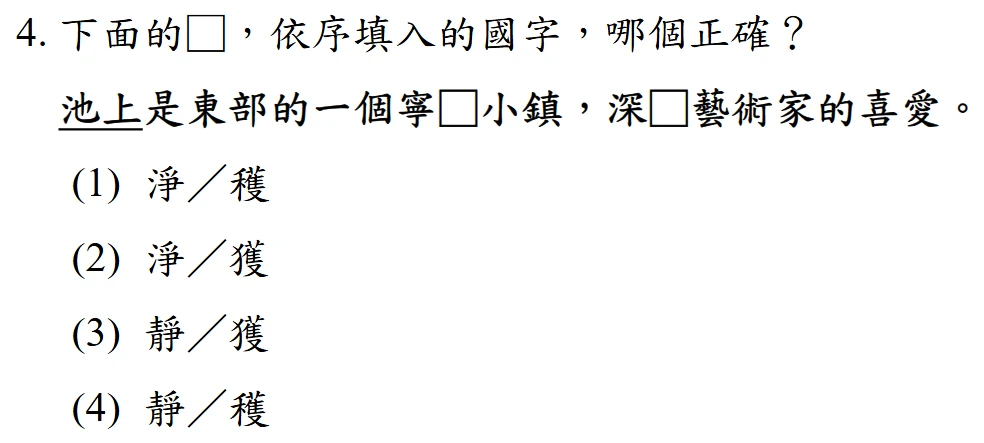 4. 下面的□，依序填入的國字，哪個正確？
池上是東部的一個寧□小鎮，深□藝術家的喜愛。
(1) 淨／穫
(2) 淨／獲
(3) 靜／獲
(4) 靜／穫